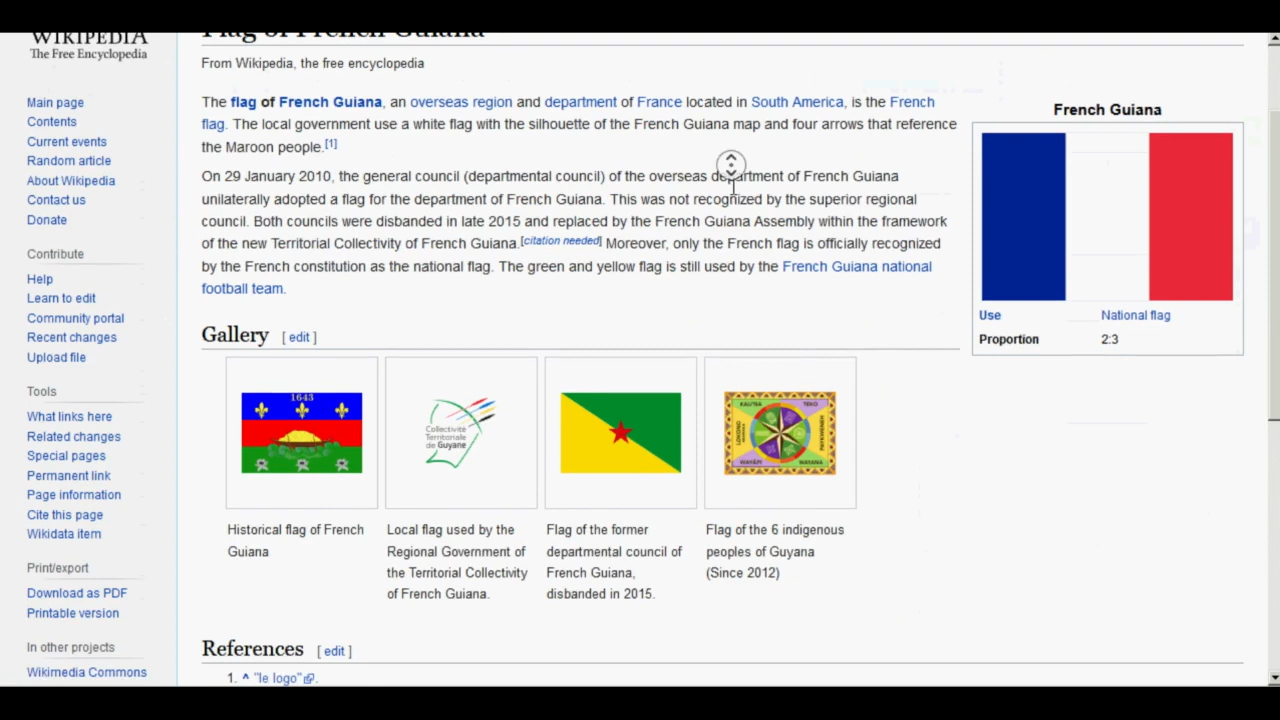 WIKIPEDIA
The Free Encyclopedia
Main page
Contents
Current events
Random article
About Wikipedia
Contact us
Donate
Contribute
Help
Learn to edit
Community portal
Recent changes
Upload file
Tools
What links here
Related changes
Special pages
Permanent link
Page information
Cite this page
Wikidata item
Print/export
Download as PDF
Printable version
In other projects
Wikimedia Commons
Flag of French Guiana
From Wikipedia, the free encyclopedia
The flag of French Guiana, an overseas region and department of France located in South America, is the French
flag. The local government use a white flag with the silhouette of the French Guiana map and four arrows that reference
the Maroon people.[1]
On 29 January 2010, the general council (departmental council) of the overseas department of French Guiana
unilaterally adopted a flag for the department of French Guiana. This was not recognized by the superior regional
council. Both councils were disbanded in late 2015 and replaced by the French Guiana Assembly within the framework
of the new Territorial Collectivity of French Guiana.[citation needed] Moreover, only the French flag is officially recognized
by the French constitution as the national flag. The green and yellow flag is still used by the French Guiana national
football team.
French Guiana
Use National flag
Proportion 2:3
Gallery [ edit ]
1643
Collectivité
Territoriale
de Guyane
KALI'NA TEKO
WAYAPI WAYANA
Historical flag of French
Guiana
Local flag used by the
Regional Government of
the Territorial Collectivity
of French Guiana.
Flag of the former
departmental council of
French Guiana,
disbanded in 2015.
Flag of the 6 indigenous
peoples of Guyana
(Since 2012)
References [ edit ]
1. ^ "le logo".